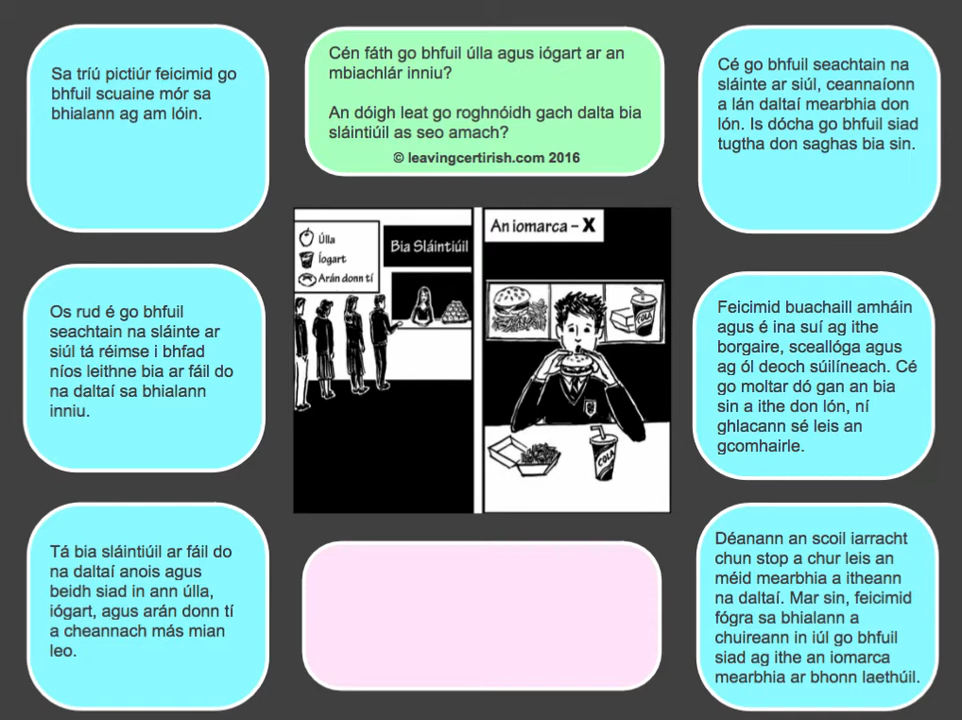 Sa tríú pictiúr feicimid go
bhfuil scuaine mór sa
bhialann ag am lóin.
Cén fáth go bhfuil úlla agus iógart ar an
mbiachlár inniu?
An dóigh leat go roghnóidh gach dalta bia
sláintiúil as seo amach?
© leavingcertirish.com 2016
Cé go bhfuil seachtain na
sláinte ar siúl, ceannaíonn
a lán daltaí mearbhia don
lón. Is dócha go bhfuil siad
tugtha don saghas bia sin.
Úlla
Íogart
Arán donn tí
Bia Sláintiúil
An iomarca – X
COLA
COLA
Os rud é go bhfuil
seachtain na sláinte ar
siúl tá réimse i bhfad
níos leithne bia ar fáil do
na daltaí sa bhialann
inniu.
Feicimid buachaill amháin
agus é ina suí ag ithe
borgaire, sceallóga agus
ag ól deoch súilíneach. Cé
go moltar dó gan an bia
sin a ithe don lón, ní
ghlacann sé leis an
gcomhairle.
Tá bia sláintiúil ar fáil do
na daltaí anois agus
beidh siad in ann úlla,
iógart, agus arán donn tí
a cheannach más mian
leo.
Déanann an scoil iarracht
chun stop a chur leis an
méid mearbhia a itheann
na daltaí. Mar sin, feicimid
fógra sa bhialann a
chuireann in iúl go bhfuil
siad ag ithe an iomarca
mearbhia ar bhonn laethúil.